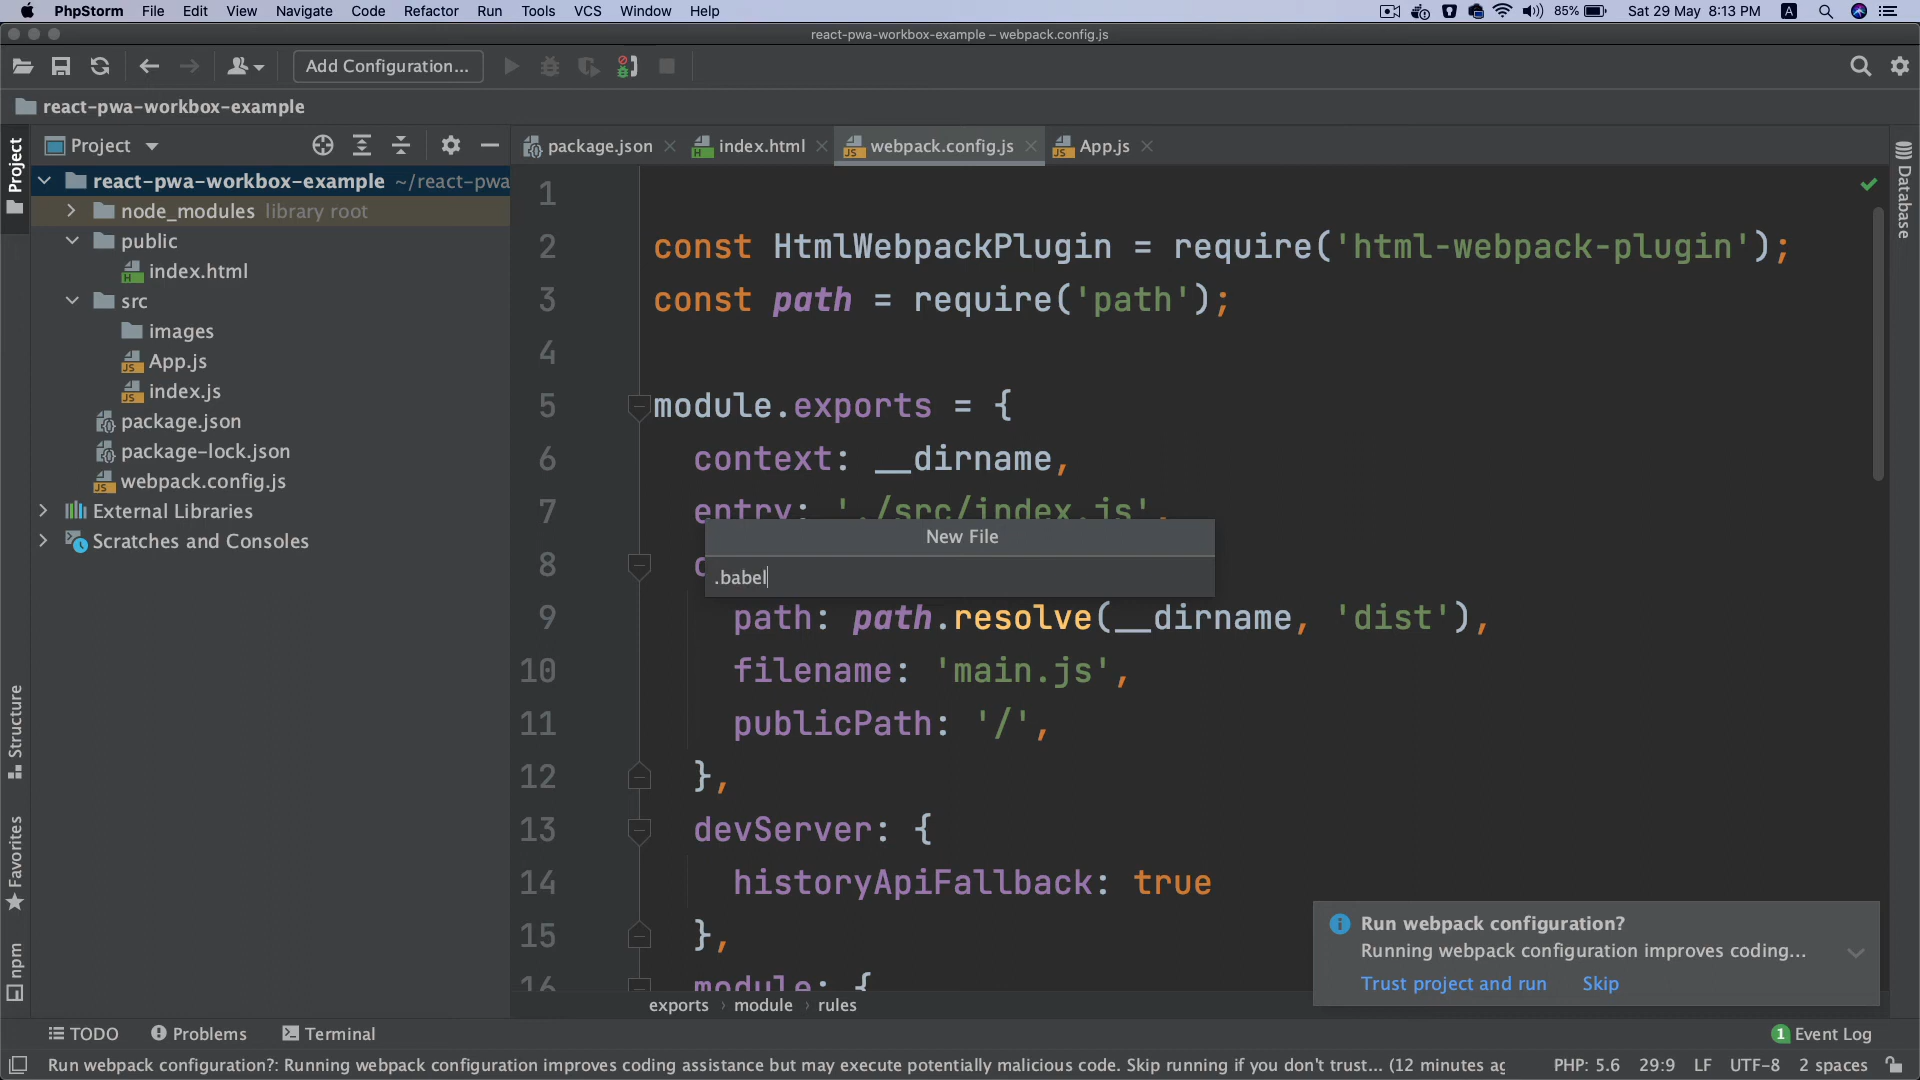 PhpStorm File Edit View Navigate Code Refactor Run Tools VCS Window Help 85% Sat 29 May 8:13 PM A
react-pwa-workbox-example – webpack.config.js
Add Configuration...
react-pwa-workbox-example
Project
package.json
index.html
webpack.config.js
App.js
Project
Structure
Favorites
npm
Database
react-pwa-workbox-example ~/react-pwa
node_modules library root
public
index.html
src
images
App.js
index.js
package.json
package-lock.json
webpack.config.js
External Libraries
Scratches and Consoles
1
2 const HtmlWebpackPlugin = require('html-webpack-plugin');
3 const path = require('path');
4
5 module.exports = {
6 context: __dirname,
7 entry: './src/index.js',
New File
8
.babel
9 path: path.resolve(__dirname, 'dist'),
10 filename: 'main.js',
11 publicPath: '/',
12 },
13 devServer: {
14 historyApiFallback: true
15 },
16 module: {
exports › module › rules
Run webpack configuration?
Running webpack configuration improves coding...
Trust project and run Skip
TODO Problems Terminal 1 Event Log
Run webpack configuration?: Running webpack configuration improves coding assistance but may execute potentially malicious code. Skip running if you don't trust... (12 minutes ag PHP: 5.6 29:9 LF UTF-8 2 spaces